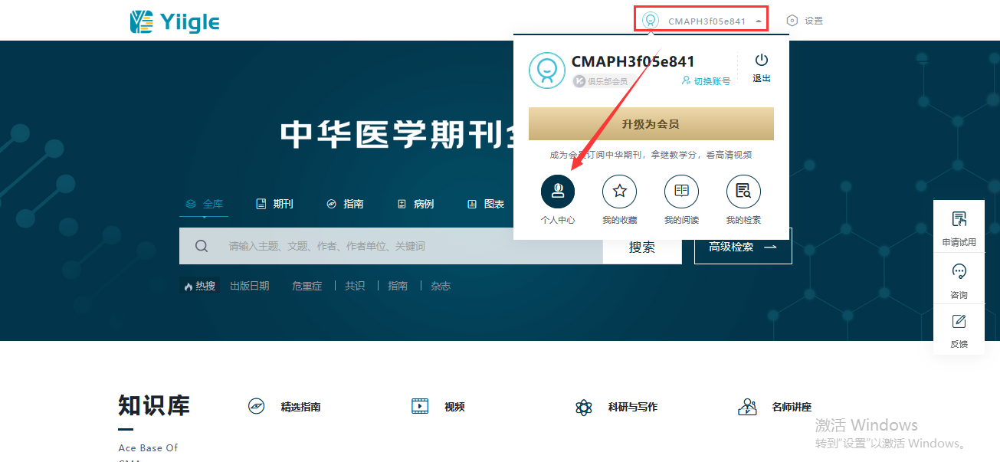 Yiigle
CMAPH3f05e841
设置
CMAPH3f05e841
俱乐部会员
切换账号
退出
升级为会员
成为会员订阅中华期刊，拿继教学分，看高清视频
个人中心
我的收藏
我的阅读
我的检索
中华医学期刊
全库
期刊
指南
病例
图表
请输入主题、文题、作者、作者单位、关键词
搜索
高级检索
热搜
出版日期
危重症
共识
指南
杂志
申请试用
咨询
反馈
知识库
Ace Base Of
精选指南
视频
科研与写作
名师讲座
激活 Windows
转到"设置"以激活 Windows。